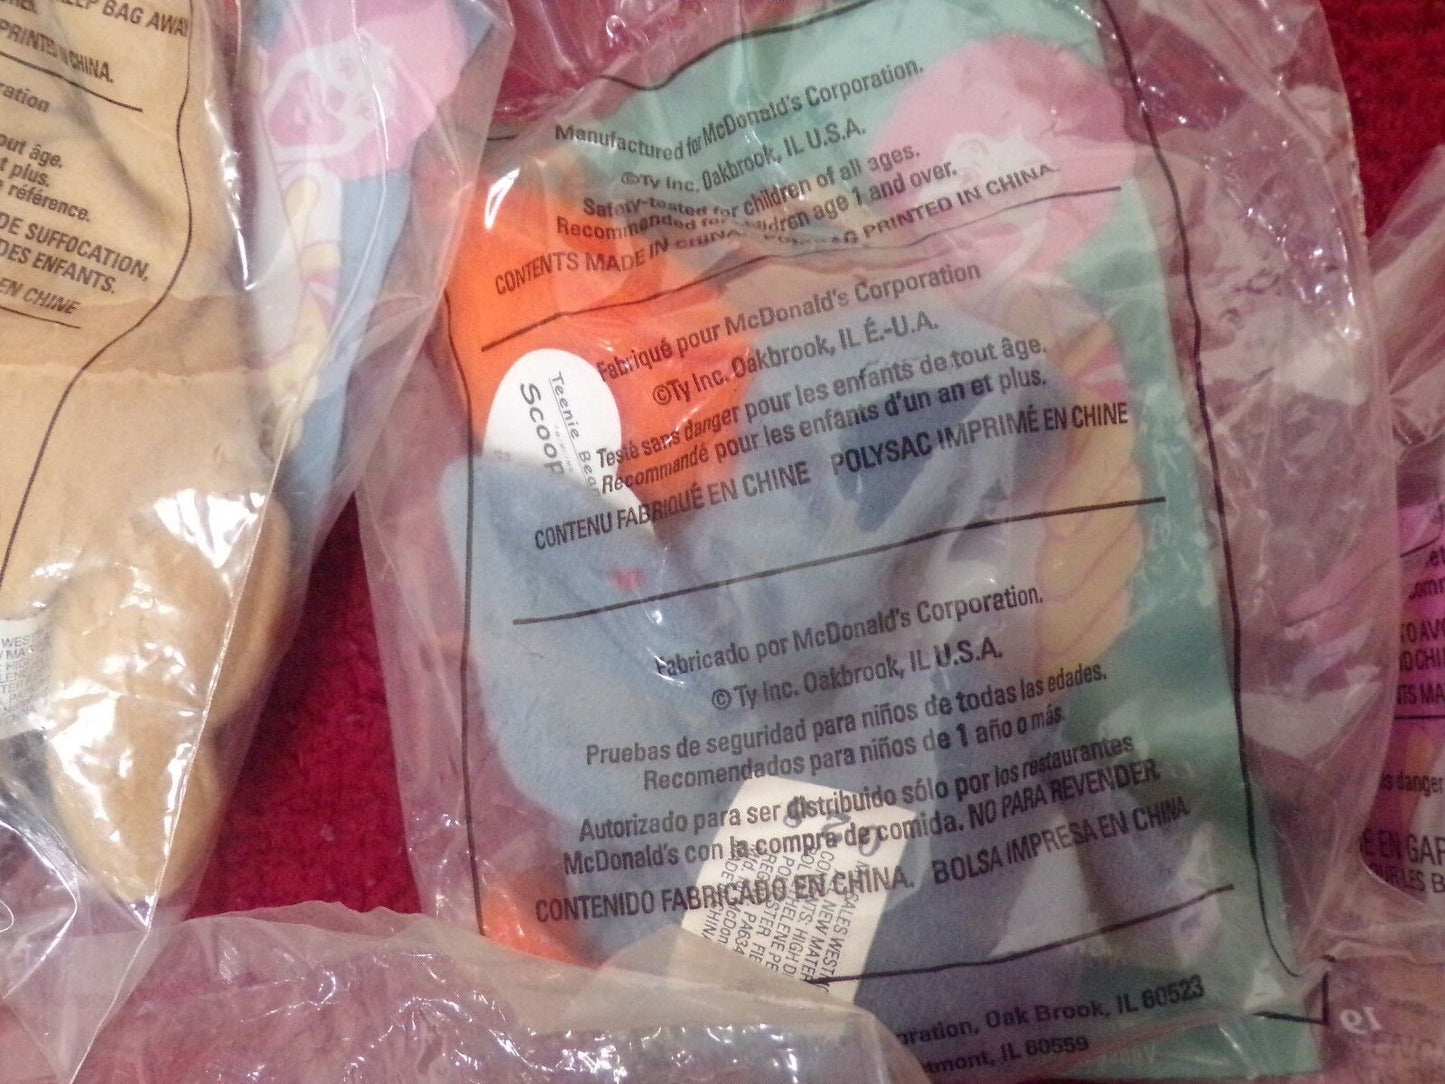 EEP BAG AWAY
PRINTED IN CHINA.
ration
out âge.
t plus.
e référence.
DE SUFFOCATION,
DES ENFANTS.
EN CHINE
Manufactured for McDonald's Corporation.
©Ty Inc. Oakbrook, IL U.S.A.
Safety-tested for children of all ages.
Recommended for children age 1 and over.
CONTENTS MADE IN CHINA. POLYBAG PRINTED IN CHINA.
Fabriqué pour McDonald's Corporation
©Ty Inc. Oakbrook, IL É.-U.A.
Testé sans danger pour les enfants de tout âge.
Recommandé pour les enfants d'un an et plus.
CONTENU FABRIQUÉ EN CHINE POLYSAC IMPRIMÉ EN CHINE
Teenie Bea
Scoop
Fabricado por McDonald's Corporation.
©Ty Inc. Oakbrook, IL U.S.A.
Pruebas de seguridad para niños de todas las edades.
Recomendados para niños de 1 año o más.
Autorizado para ser distribuido sólo por los restaurantes
McDonald's con la compra de comida. NO PARA REVENDER.
CONTENIDO FABRICADO EN CHINA. BOLSA IMPRESA EN CHINA.
oration, Oak Brook, IL 60523
tmont, IL 60559
19